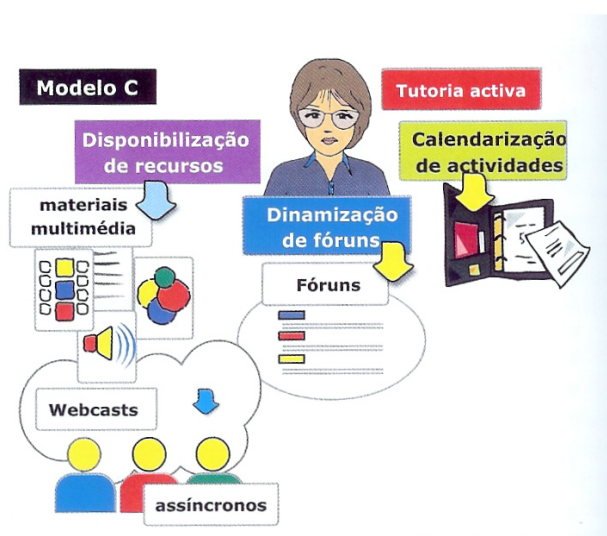 Modelo C
Tutoria activa
Disponibilização
de recursos
Calendarização
de actividades
materiais
multimédia
Dinamização
de fóruns
Fóruns
Webcasts
assíncronos